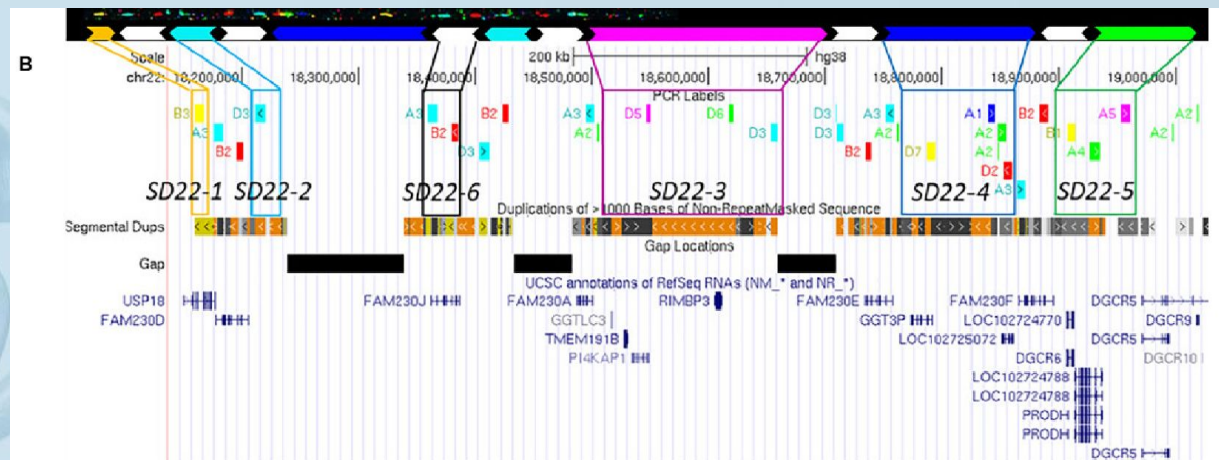 B
Scale 200 kb hg38
chr22: 18,200,000 18,300,000 18,400,000 18,500,000 18,600,000 18,700,000 18,800,000 18,900,000 19,000,000
PCR Labels
B3 D3 A3 B2 A3 D5 D6 D3 A3 A1 B2 A5 A2
A3 B2 A2 D3 D3 A2 A2 B1 A2
B2 D3 B2 D7 A2 A4
D2
A3
SD22-1 SD22-2 SD22-6 SD22-3 SD22-4 SD22-5
Duplications of >1000 Bases of Non-RepeatMasked Sequence
Segmental Dups
Gap Locations
Gap
UCSC annotations of RefSeq RNAs (NM_* and NR_*)
USP18 FAM230J FAM230A RIMBP3 FAM230E FAM230F DGCR5
FAM230D GGTLC3 GGT3P LOC102724770 DGCR9
TMEM191B LOC102725072 DGCR5
PI4KAP1 DGCR6 DGCR10
LOC102724788
LOC102724788
PRODH
PRODH
DGCR5